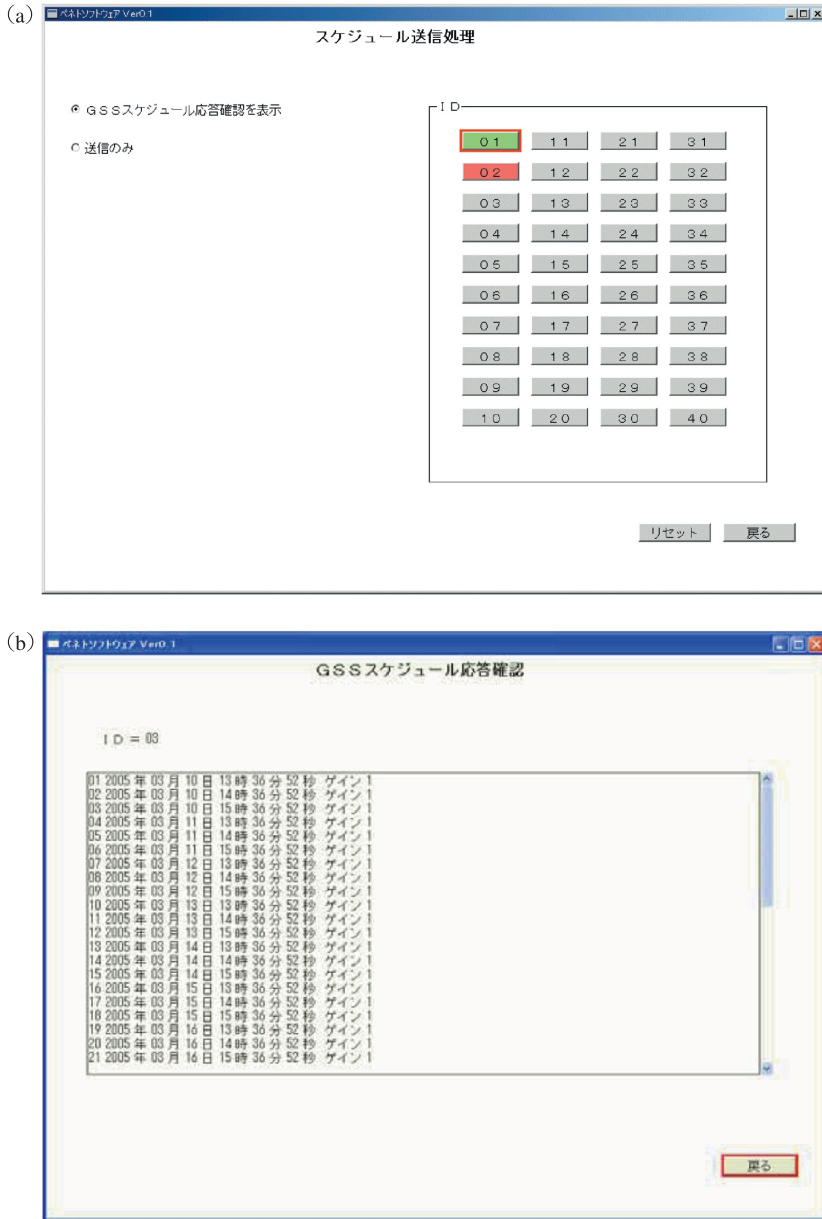 (a)
ペネトソフトウェア Ver0.1
スケジュール送信処理
GSSスケジュール応答確認を表示
送信のみ
ID
01 11 21 31
02 12 22 32
03 13 23 33
04 14 24 34
05 15 25 35
06 16 26 36
07 17 27 37
08 18 28 38
09 19 29 39
10 20 30 40
リセット 戻る
(b)
ペネトソフトウェア Ver0.1
GSSスケジュール応答確認
ID = 03
01 2005 年 03 月 10 日 13 時 36 分 52 秒 ゲイン 1
02 2005 年 03 月 10 日 14 時 36 分 52 秒 ゲイン 1
03 2005 年 03 月 10 日 15 時 36 分 52 秒 ゲイン 1
04 2005 年 03 月 11 日 13 時 36 分 52 秒 ゲイン 1
05 2005 年 03 月 11 日 14 時 36 分 52 秒 ゲイン 1
06 2005 年 03 月 11 日 15 時 36 分 52 秒 ゲイン 1
07 2005 年 03 月 12 日 13 時 36 分 52 秒 ゲイン 1
08 2005 年 03 月 12 日 14 時 36 分 52 秒 ゲイン 1
09 2005 年 03 月 12 日 15 時 36 分 52 秒 ゲイン 1
10 2005 年 03 月 13 日 13 時 36 分 52 秒 ゲイン 1
11 2005 年 03 月 13 日 14 時 36 分 52 秒 ゲイン 1
12 2005 年 03 月 13 日 15 時 36 分 52 秒 ゲイン 1
13 2005 年 03 月 14 日 13 時 36 分 52 秒 ゲイン 1
14 2005 年 03 月 14 日 14 時 36 分 52 秒 ゲイン 1
15 2005 年 03 月 14 日 15 時 36 分 52 秒 ゲイン 1
16 2005 年 03 月 15 日 13 時 36 分 52 秒 ゲイン 1
17 2005 年 03 月 15 日 14 時 36 分 52 秒 ゲイン 1
18 2005 年 03 月 15 日 15 時 36 分 52 秒 ゲイン 1
19 2005 年 03 月 16 日 13 時 36 分 52 秒 ゲイン 1
20 2005 年 03 月 16 日 14 時 36 分 52 秒 ゲイン 1
21 2005 年 03 月 16 日 15 時 36 分 52 秒 ゲイン 1
戻る